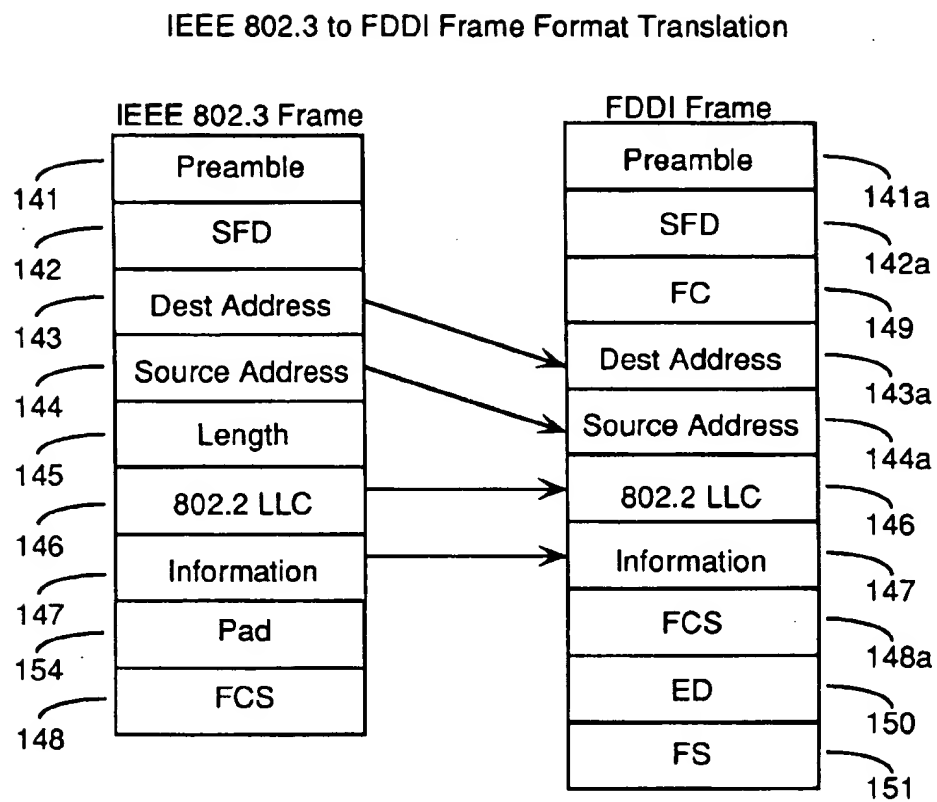 IEEE 802.3 to FDDI Frame Format Translation
IEEE 802.3 Frame
Preamble
141
SFD
142
Dest Address
143
Source Address
144
Length
145
802.2 LLC
146
Information
147
Pad
154
FCS
148
FDDI Frame
Preamble
141a
SFD
142a
FC
149
Dest Address
143a
Source Address
144a
802.2 LLC
146
Information
147
FCS
148a
ED
150
FS
151